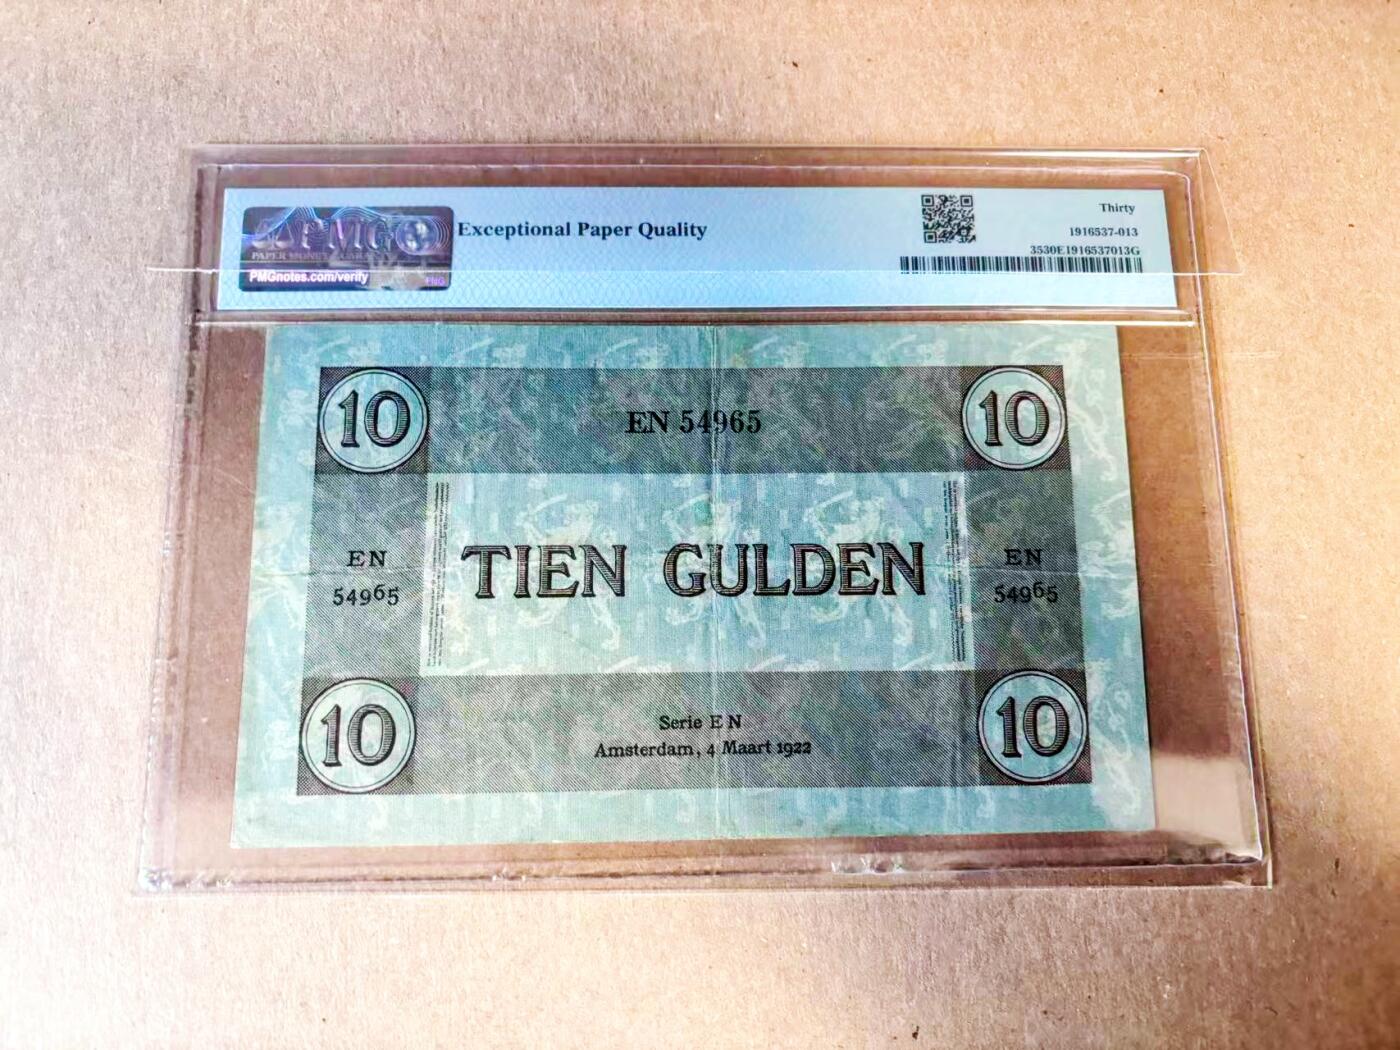 PMG
PAPER MONEY GUARANTY
PMGnotes.com/verify
PMG
Exceptional Paper Quality
Thirty
1916537-013
3530E1916537013G
10
EN 54965
10
EN
54965
TIEN GULDEN
EN
54965
10
Serie E N
Amsterdam, 4 Maart 1922
10